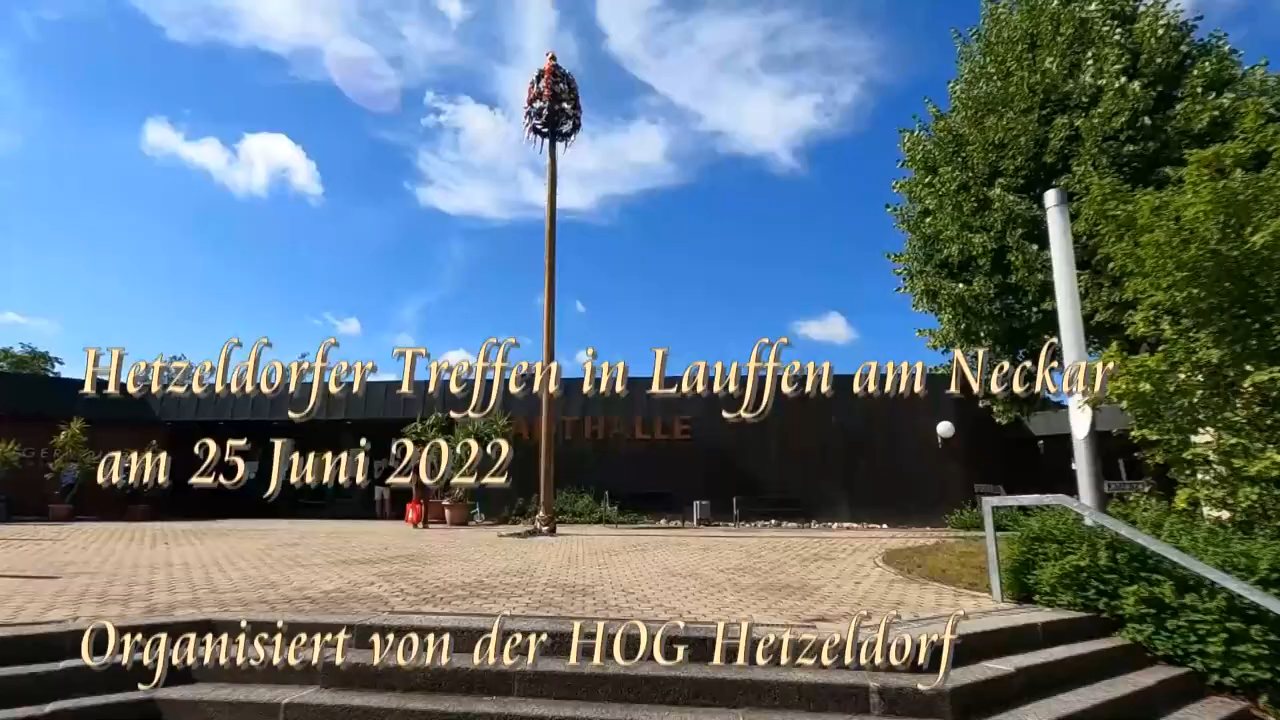 Hetzeldorfer Treffen in Lauffen am Neckar
am 25 Juni 2022
Organisiert von der HOG Hetzeldorf